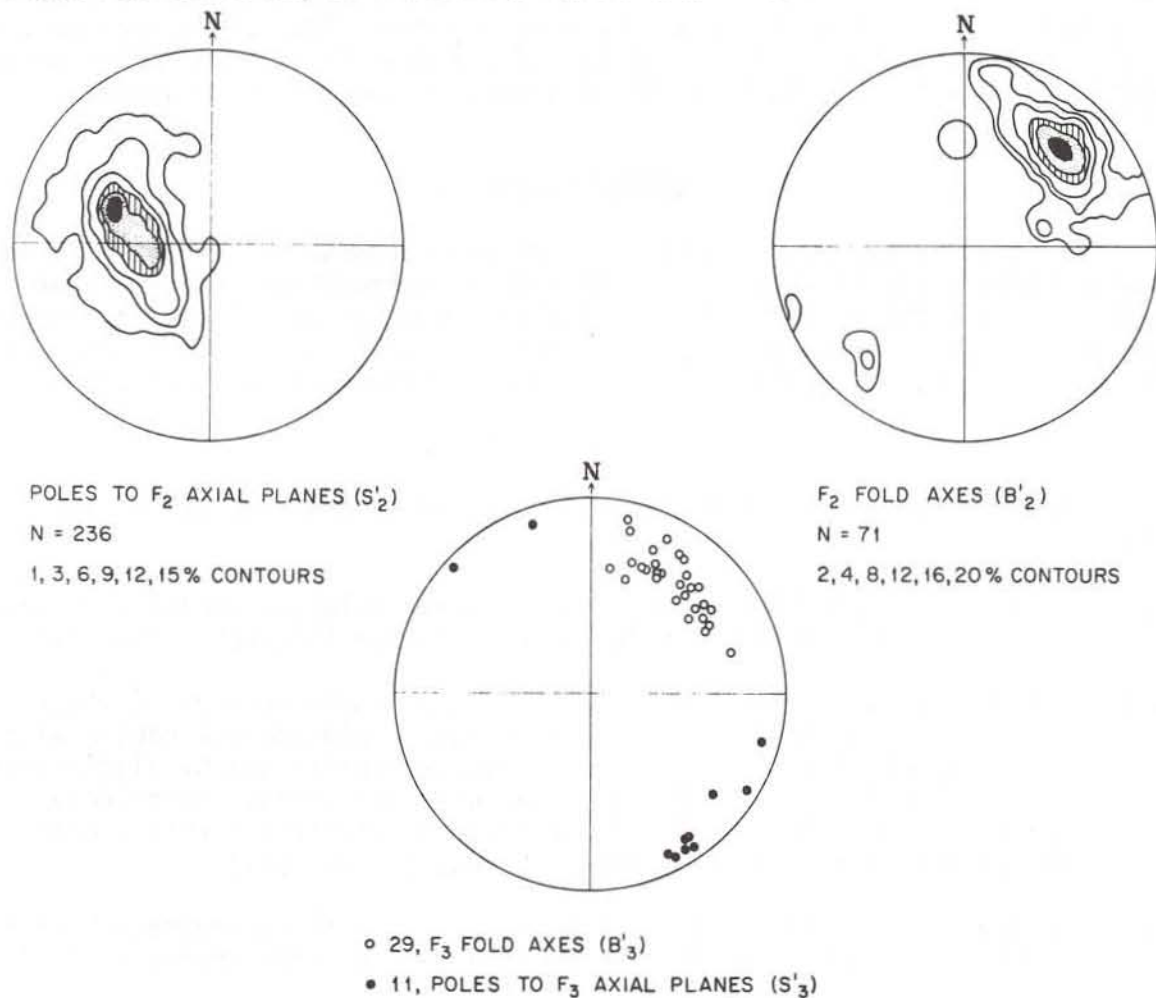 N
N
POLES TO F₂ AXIAL PLANES (S'₂)
N = 236
1, 3, 6, 9, 12, 15% CONTOURS
F₂ FOLD AXES (B'₂)
N = 71
2, 4, 8, 12, 16, 20% CONTOURS
N
○ 29, F₃ FOLD AXES (B'₃)
● 11, POLES TO F₃ AXIAL PLANES (S'₃)